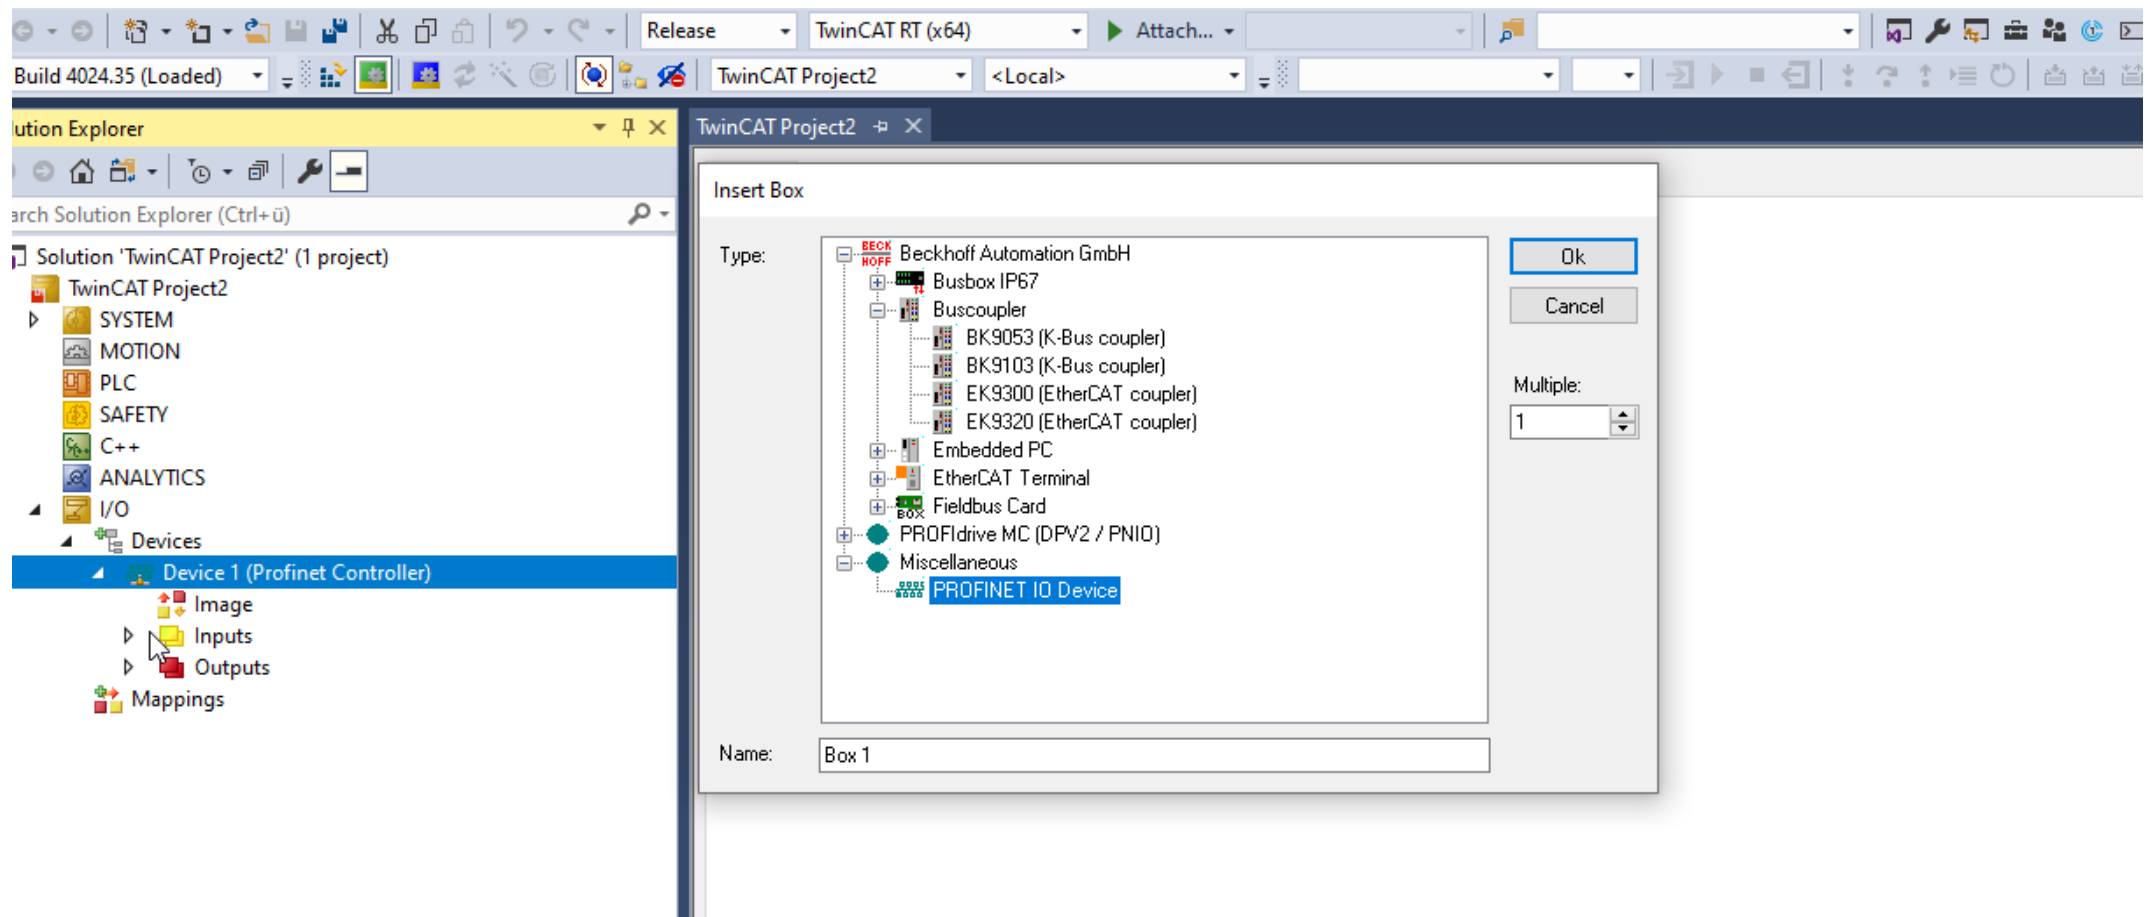 Release
TwinCAT RT (x64)
Attach...
Build 4024.35 (Loaded)
TwinCAT Project2
<Local>
lution Explorer
TwinCAT Project2
arch Solution Explorer (Ctrl+ü)
Solution 'TwinCAT Project2' (1 project)
TwinCAT Project2
SYSTEM
MOTION
PLC
SAFETY
C++
ANALYTICS
I/O
Devices
Device 1 (Profinet Controller)
Image
Inputs
Outputs
Mappings
Insert Box
Type:
BECK
HOFF
Beckhoff Automation GmbH
Busbox IP67
Buscoupler
BK9053 (K-Bus coupler)
BK9103 (K-Bus coupler)
EK9300 (EtherCAT coupler)
EK9320 (EtherCAT coupler)
Embedded PC
EtherCAT Terminal
BOX
Fieldbus Card
PROFIdrive MC (DPV2 / PNIO)
Miscellaneous
PROFINET IO Device
Ok
Cancel
Multiple:
1
Name:
Box 1